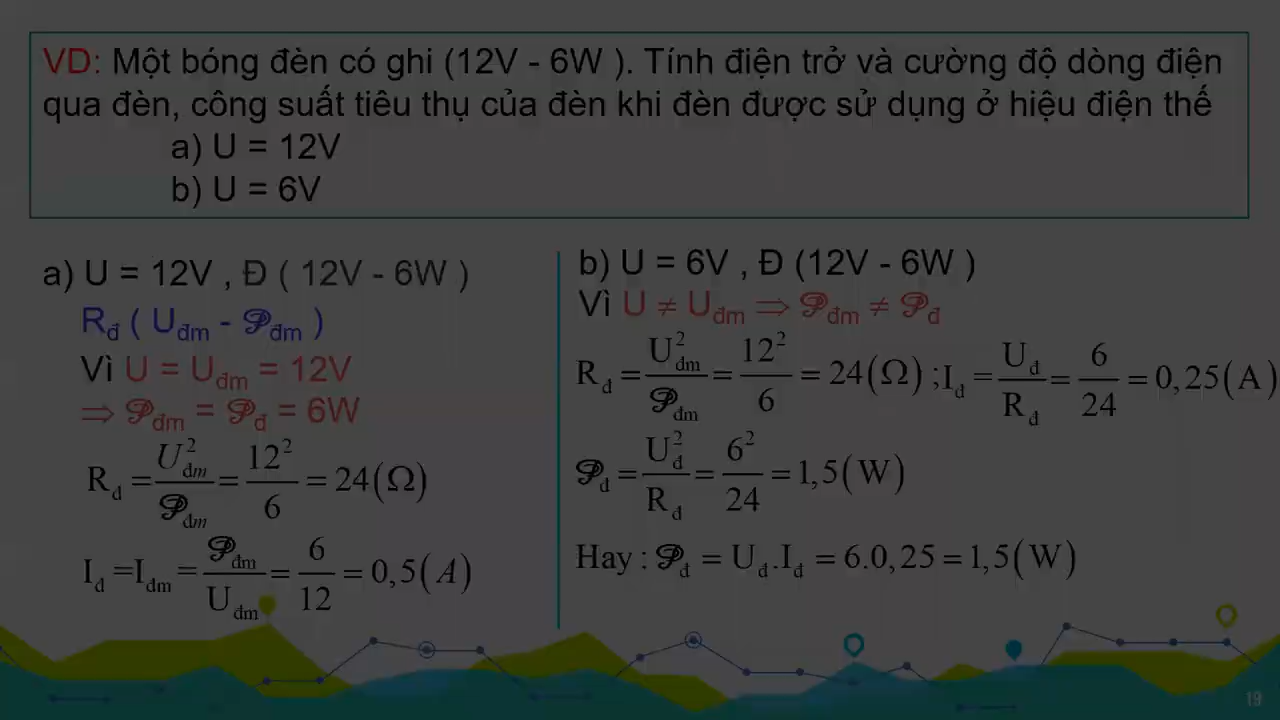 VD: Một bóng đèn có ghi (12V - 6W ). Tính điện trở và cường độ dòng điện
qua đèn, công suất tiêu thụ của đèn khi đèn được sử dụng ở hiệu điện thế
a) U = 12V
b) U = 6V
a) U = 12V , Đ ( 12V - 6W )
R_đ ( U_đm - 𝒫_đm )
Vì U = U_đm = 12V
⇒ 𝒫_đm = 𝒫_đ = 6W
R_đ = U²_đm / 𝒫_đm = 12² / 6 = 24(Ω)
I_đ =I_đm = 𝒫_đm / U_đm = 6 / 12 = 0,5(A)
b) U = 6V , Đ (12V - 6W )
Vì U ≠ U_đm ⇒ 𝒫_đm ≠ 𝒫_đ
R_đ = U²_đm / 𝒫_đm = 12² / 6 = 24(Ω) ;I_đ = U_đ / R_đ = 6 / 24 = 0,25(A)
𝒫_đ = U²_đ / R_đ = 6² / 24 = 1,5(W)
Hay : 𝒫_đ = U_đ.I_đ = 6.0,25 = 1,5(W)
19